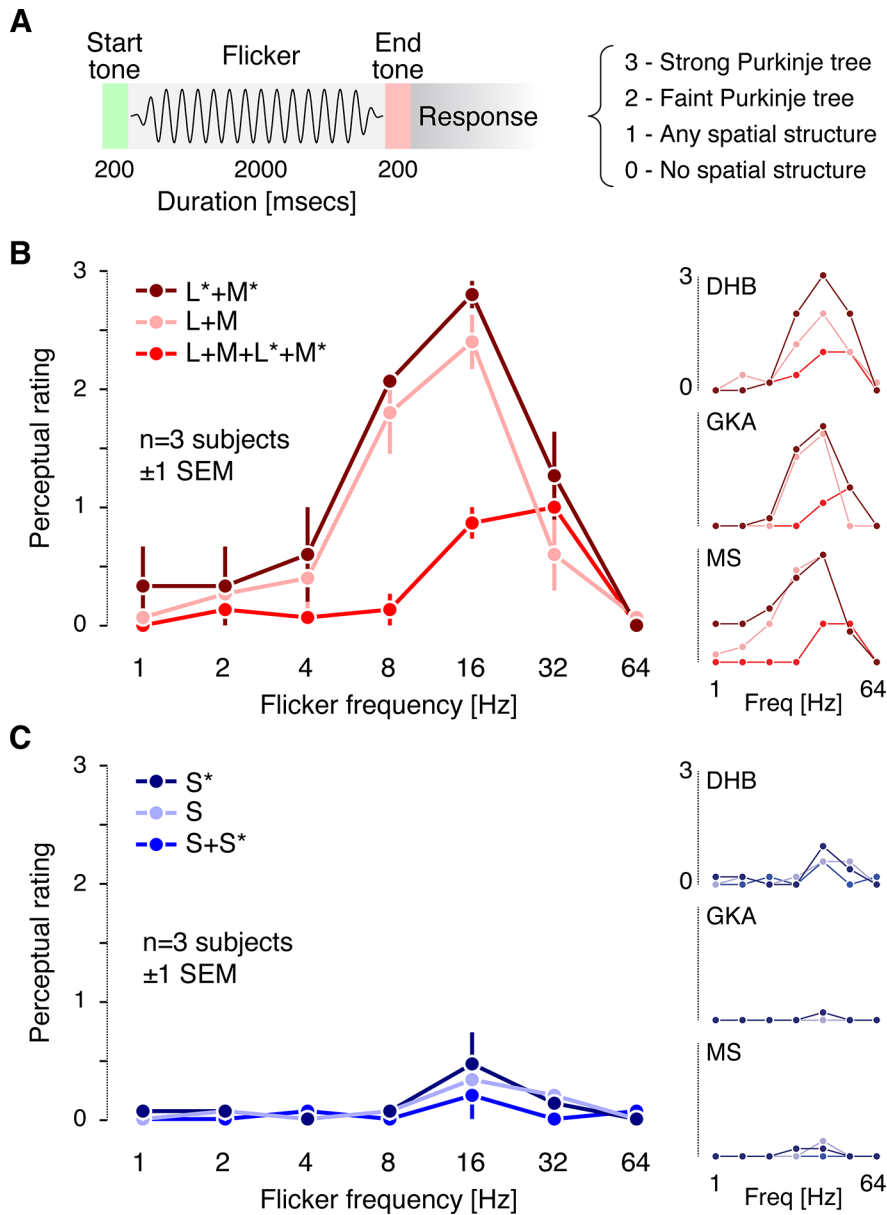 A
Start
tone
Flicker
End
tone
Response
200
2000
200
Duration [msecs]
3 - Strong Purkinje tree
2 - Faint Purkinje tree
1 - Any spatial structure
0 - No spatial structure
B
3
2
1
0
Perceptual rating
L*+M*
L+M
L+M+L*+M*
n=3 subjects
±1 SEM
1
2
4
8
16
32
64
Flicker frequency [Hz]
3
0
DHB
GKA
MS
1
64
Freq [Hz]
C
3
2
1
0
Perceptual rating
S*
S
S+S*
n=3 subjects
±1 SEM
1
2
4
8
16
32
64
Flicker frequency [Hz]
3
0
DHB
GKA
MS
1
64
Freq [Hz]